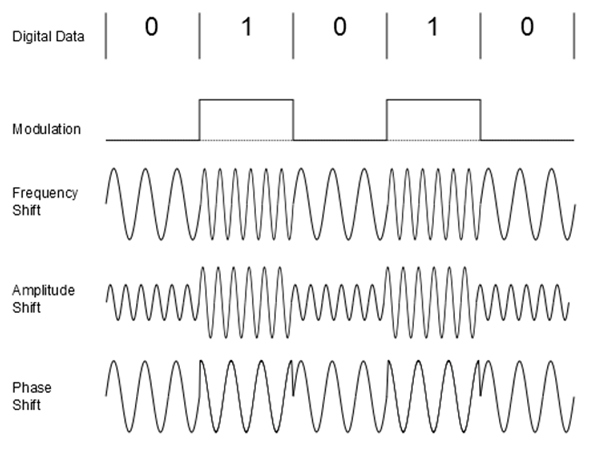 Digital Data 0 1 0 1 0
Modulation
Frequency
Shift
Amplitude
Shift
Phase
Shift